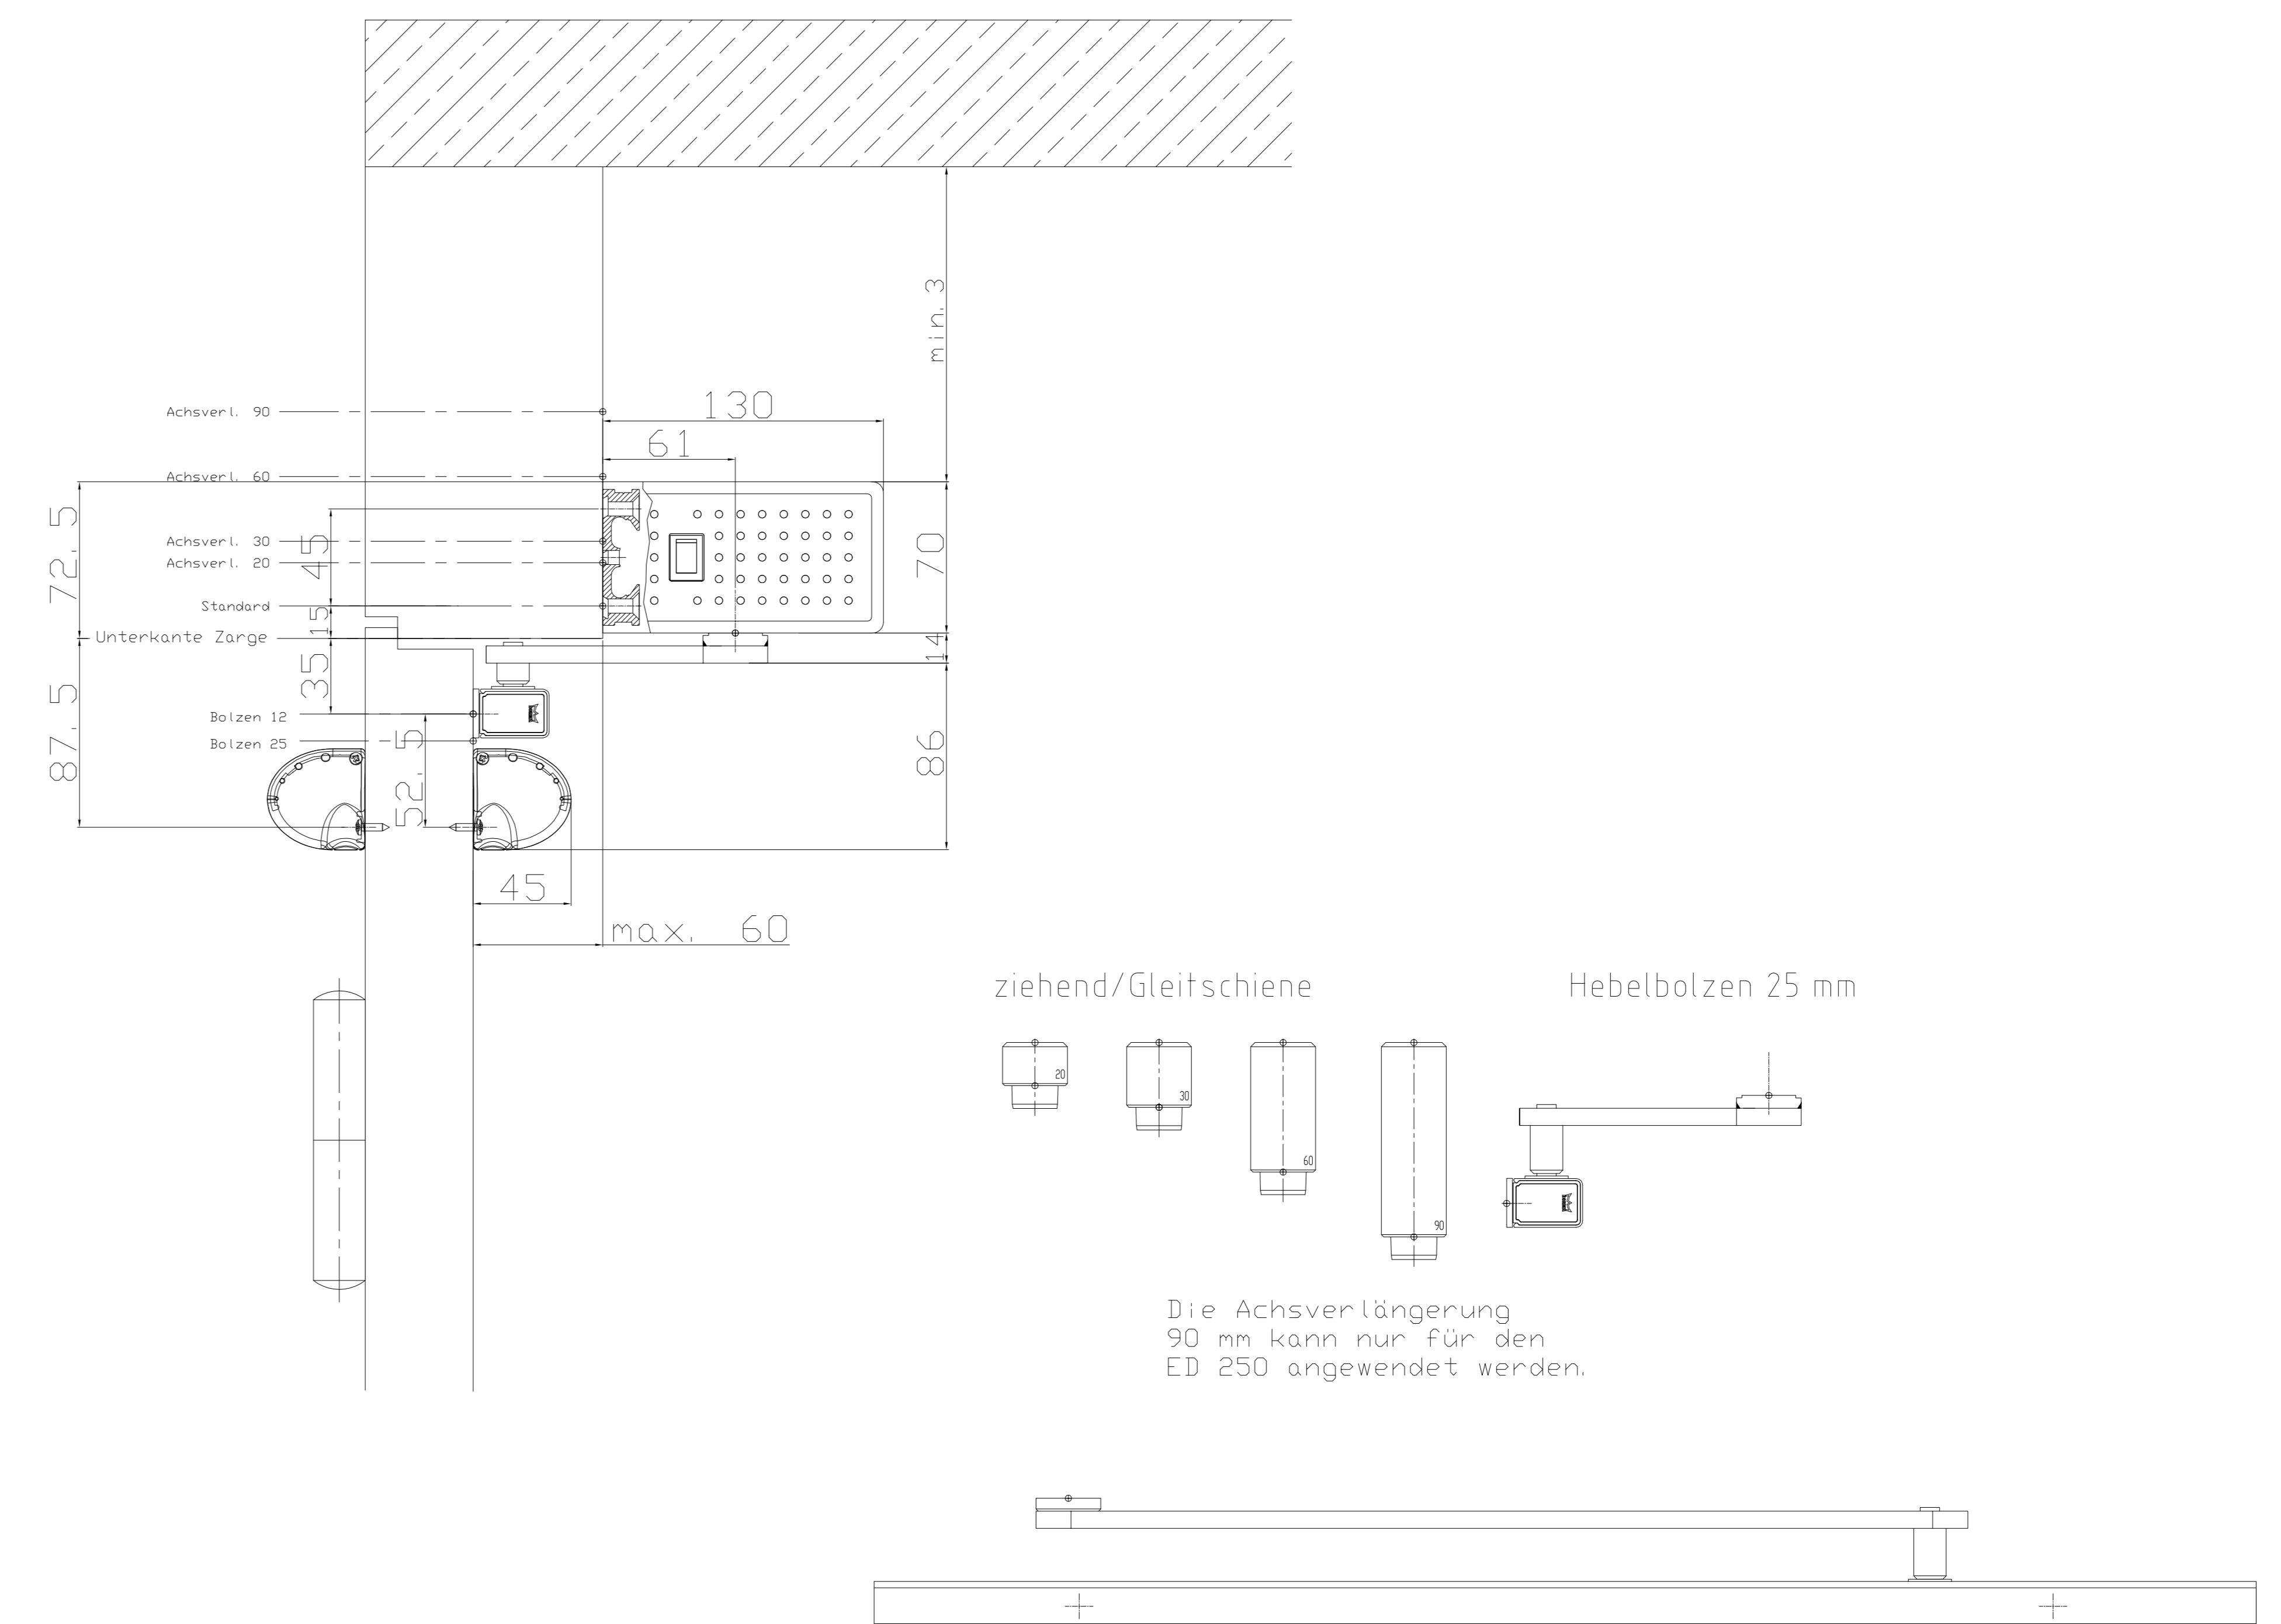 min. 3
Achsverl. 90
130
61
Achsverl. 60
72.5
45
Achsverl. 30
Achsverl. 20
70
Standard
15
Unterkante Zarge
14
35
87.5
Bolzen 12
Bolzen 25
52.5
86
45
max. 60
ziehend/Gleitschiene
Hebelbolzen 25 mm
20
30
60
90
Die Achsverlängerung
90 mm kann nur für den
ED 250 angewendet werden.